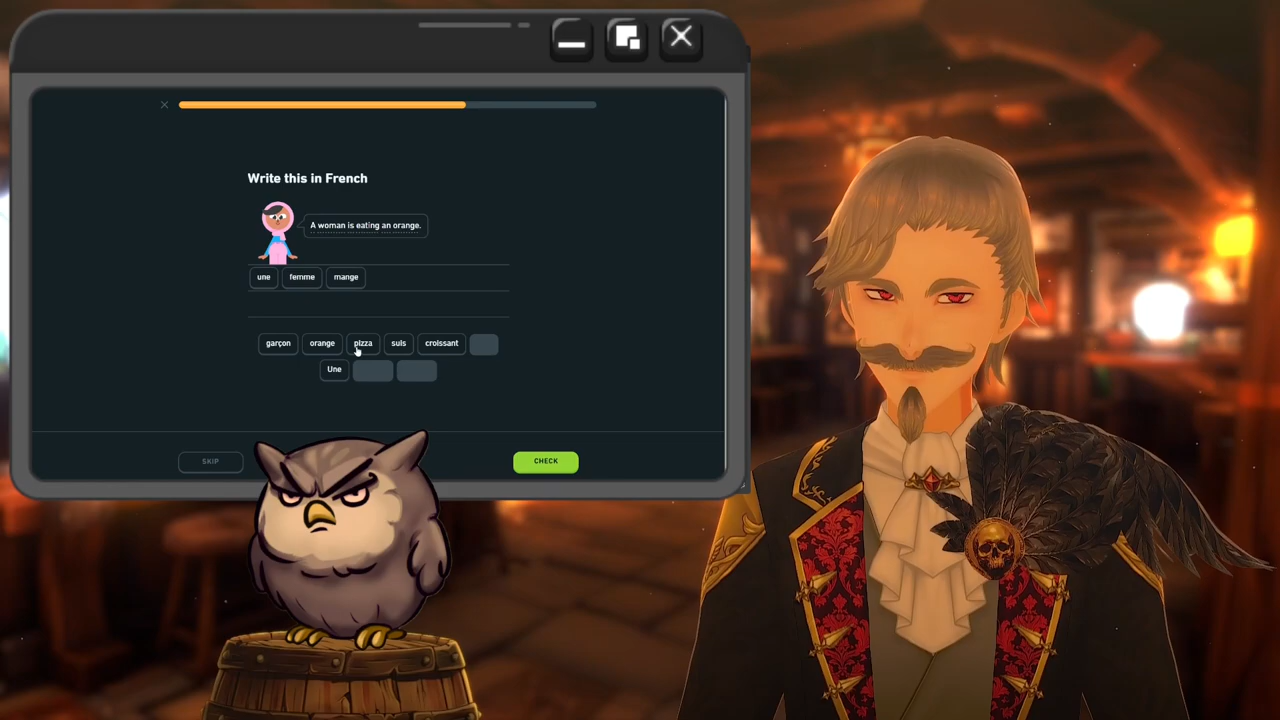 Write this in French
A woman is eating an orange.
une femme mange
garçon orange pizza suis croissant
Une
SKIP CHECK